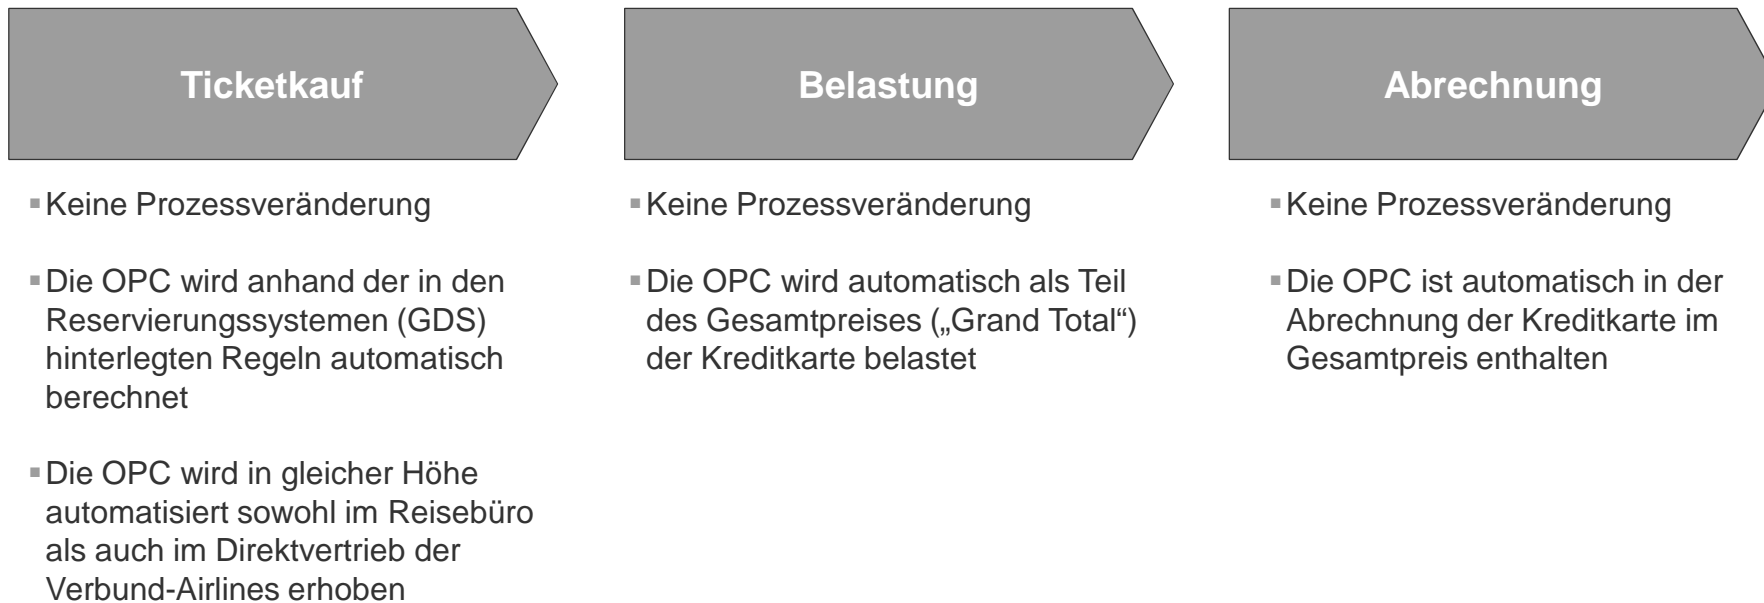 Ticketkauf
▪Keine Prozessveränderung
▪Die OPC wird anhand der in den
Reservierungssystemen (GDS)
hinterlegten Regeln automatisch
berechnet
▪Die OPC wird in gleicher Höhe
automatisiert sowohl im Reisebüro
als auch im Direktvertrieb der
Verbund-Airlines erhoben
Belastung
▪Keine Prozessveränderung
▪Die OPC wird automatisch als Teil
des Gesamtpreises („Grand Total“)
der Kreditkarte belastet
Abrechnung
▪Keine Prozessveränderung
▪Die OPC ist automatisch in der
Abrechnung der Kreditkarte im
Gesamtpreis enthalten